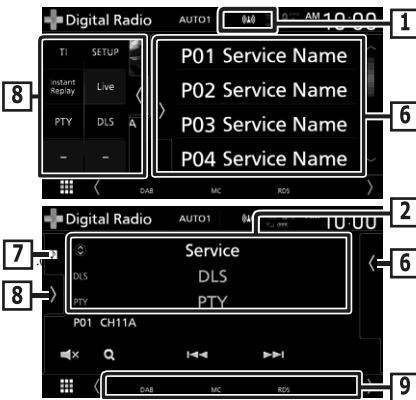 Digital Radio AUTO1 AM 10:00
1
TI SETUP
Instant Replay Live
PTY DLS A
- -
8
P01 Service Name
P02 Service Name
P03 Service Name
P04 Service Name
6
DAB MC RDS
2
Digital Radio AUTO1 10:00
7
Service
6
DLS DLS
8
PTY PTY
P01 CH11A
DAB MC RDS
9